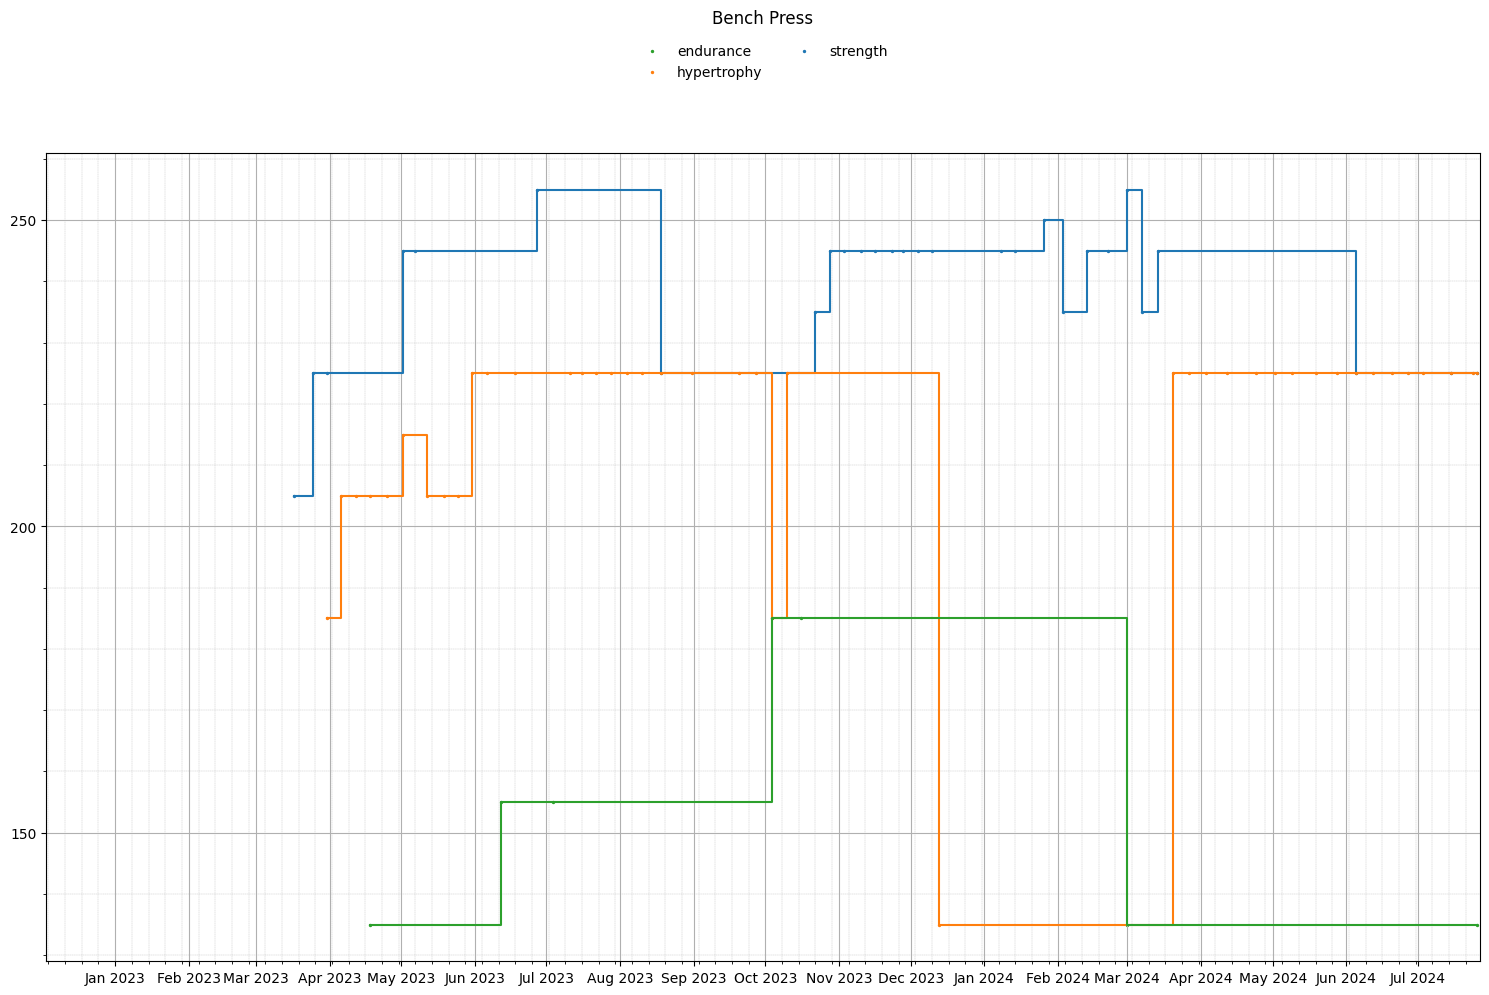 Bench Press
endurance strength
hypertrophy
250
200
150
Jan 2023 Feb 2023 Mar 2023 Apr 2023 May 2023 Jun 2023 Jul 2023 Aug 2023 Sep 2023 Oct 2023 Nov 2023 Dec 2023 Jan 2024 Feb 2024 Mar 2024 Apr 2024 May 2024 Jun 2024 Jul 2024